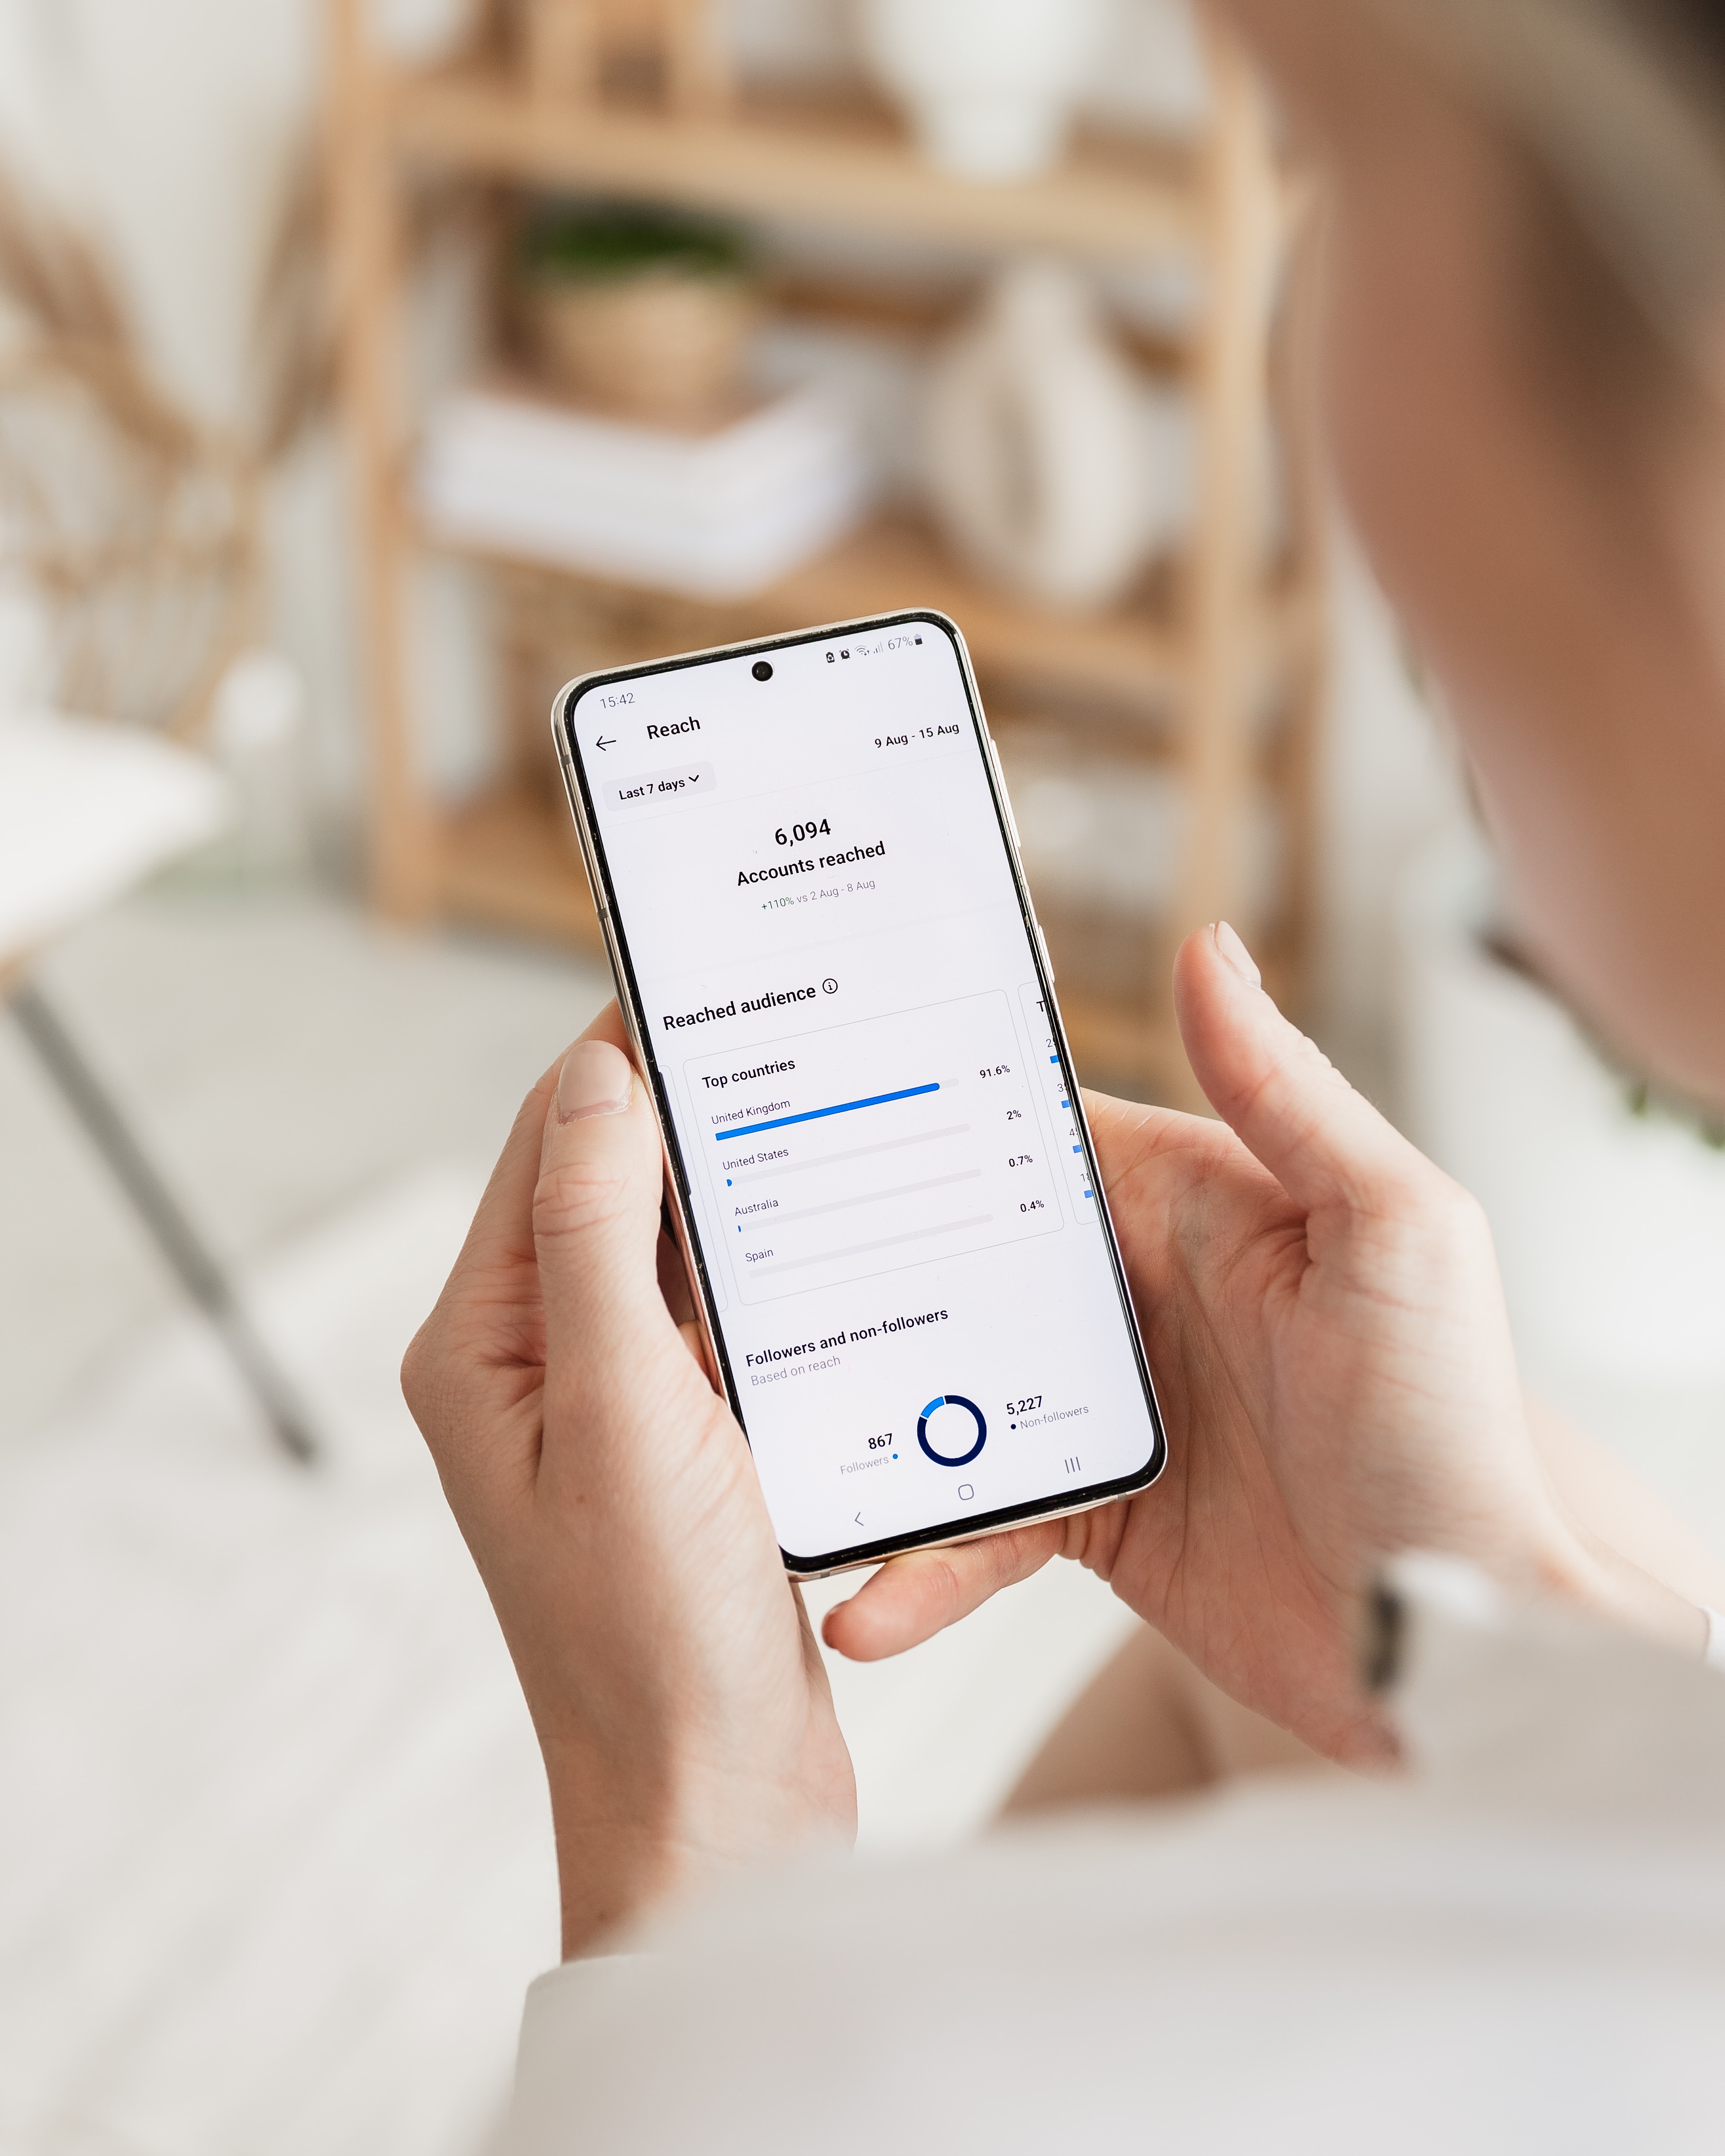 15:42
67%
Reach
9 Aug - 15 Aug
Last 7 days
6,094
Accounts reached
+110% vs 2 Aug - 8 Aug
Reached audience
Top countries
United Kingdom
91.6%
United States
2%
Australia
0.7%
Spain
0.4%
Followers and non-followers
Based on reach
867
Followers
5,227
Non-followers